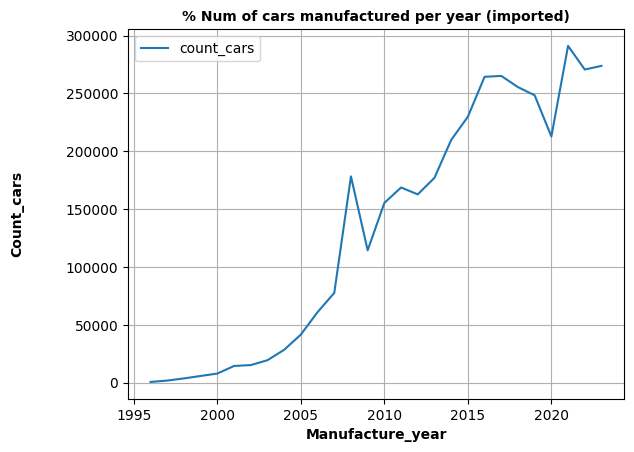 % Num of cars manufactured per year (imported)
count_cars
300000
250000
200000
150000
100000
50000
0
Count_cars
1995 2000 2005 2010 2015 2020
Manufacture_year